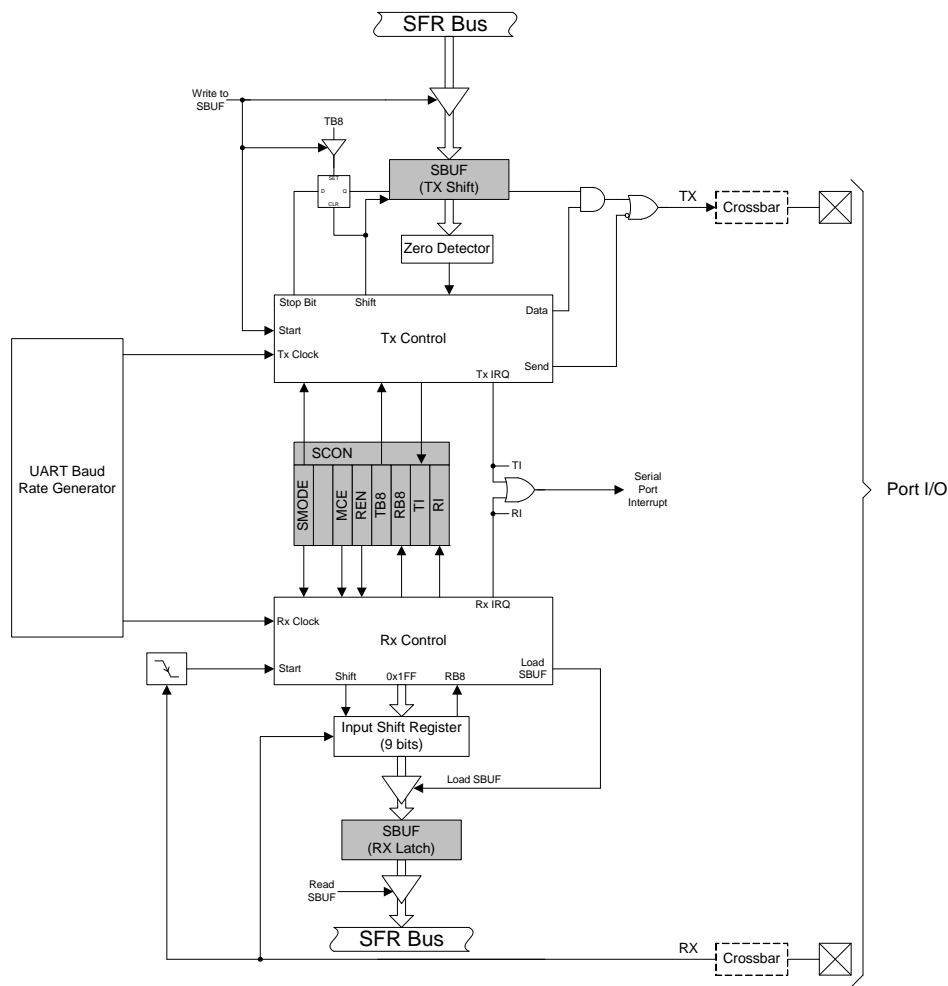 SFR Bus
Write to
SBUF
TB8
SET
D
Q
CLR
SBUF
(TX Shift)
TX
Crossbar
Zero Detector
Stop Bit
Shift
Data
Start
Tx Control
Tx Clock
Send
Tx IRQ
UART Baud
Rate Generator
SCON
SMODE
MCE
REN
TB8
RB8
TI
RI
TI
Serial
Port
Interrupt
RI
Port I/O
Rx IRQ
Rx Clock
Rx Control
Start
Load
SBUF
Shift
0x1FF
RB8
Input Shift Register
(9 bits)
Load SBUF
SBUF
(RX Latch)
Read
SBUF
SFR Bus
RX
Crossbar